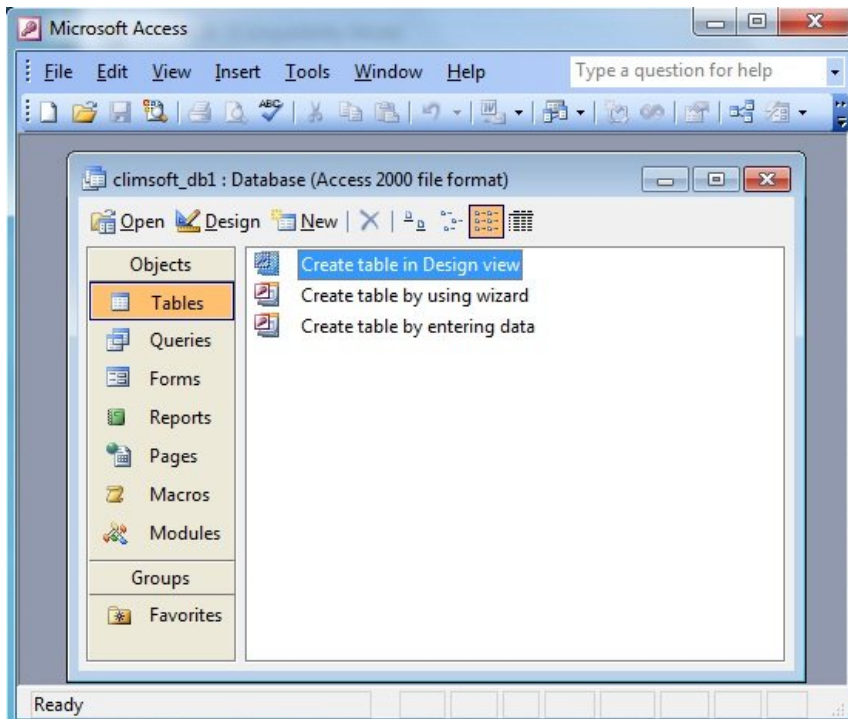 Microsoft Access
File Edit View Insert Tools Window Help Type a question for help
ABC W
climsoft_db1 : Database (Access 2000 file format)
Open Design New
Objects
Tables
Queries
Forms
Reports
Pages
Macros
Modules
Groups
Favorites
Create table in Design view
Create table by using wizard
Create table by entering data
Ready